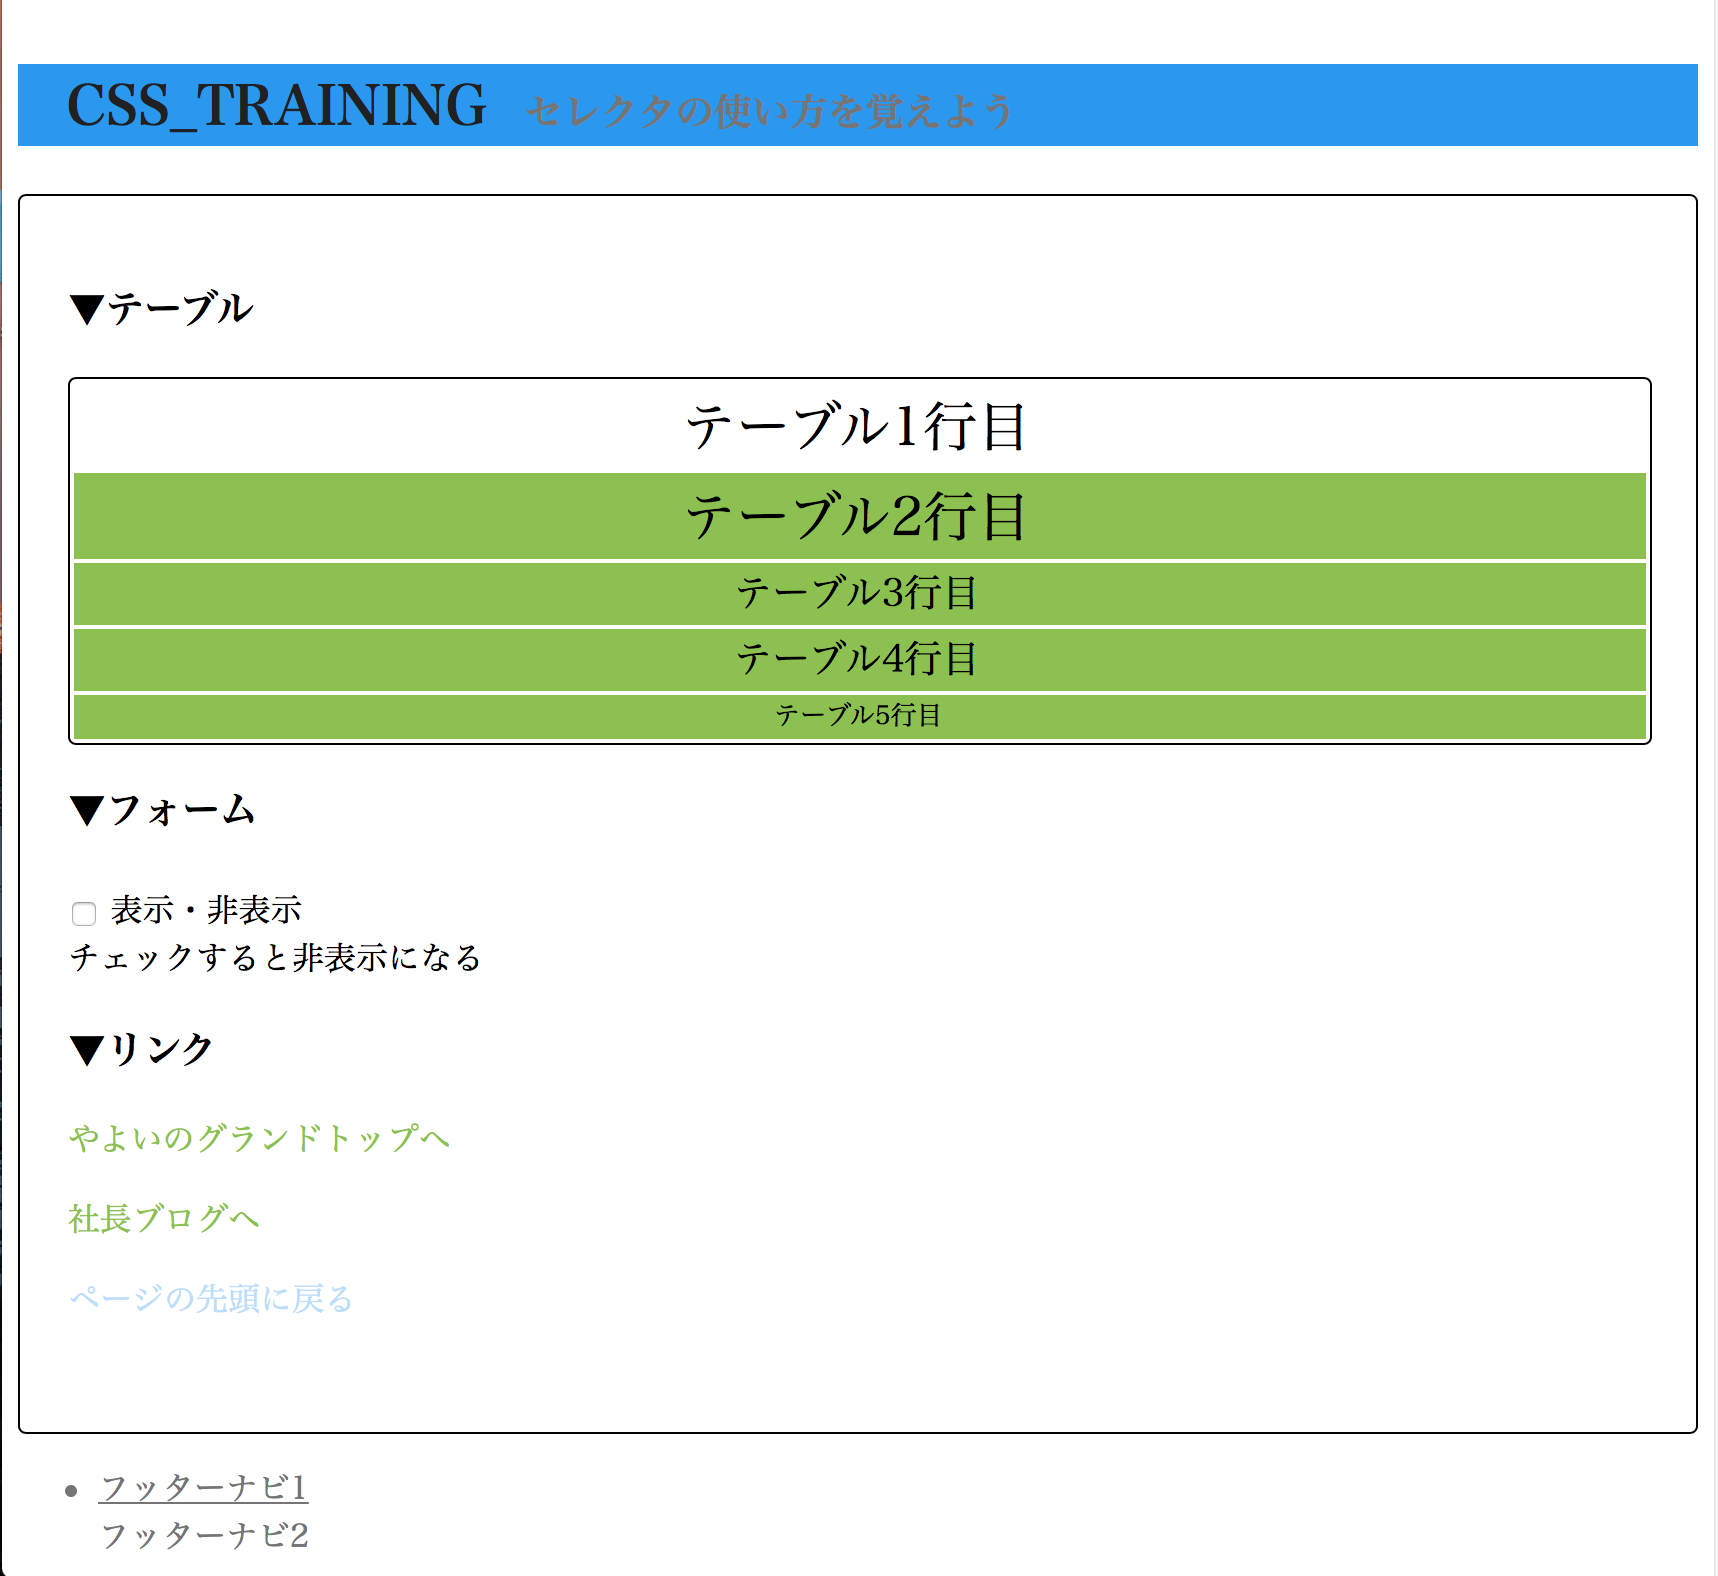 CSS_TRAINING セレクタの使い方を覚えよう
▼テーブル
テーブル1行目
テーブル2行目
テーブル3行目
テーブル4行目
テーブル5行目
▼フォーム
表示・非表示
チェックすると非表示になる
▼リンク
やよいのグランドトップへ
社長ブログへ
ページの先頭に戻る
フッターナビ1
フッターナビ2